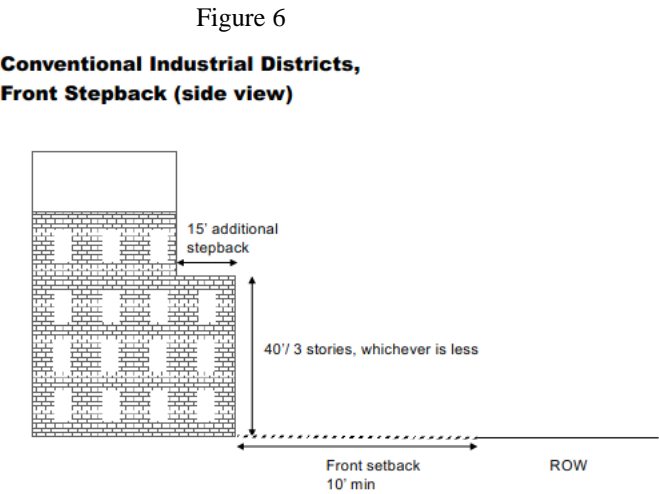 Figure 6
Conventional Industrial Districts,
Front Stepback (side view)
15' additional
stepback
40'/ 3 stories, whichever is less
Front setback
10' min
ROW